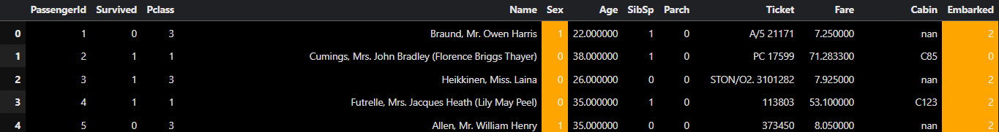 PassengerId Survived Pclass Name Sex Age SibSp Parch Ticket Fare Cabin Embarked
0 1 0 3 Braund, Mr. Owen Harris 1 22.000000 1 0 A/5 21171 7.250000 nan 2
1 2 1 1 Cumings, Mrs. John Bradley (Florence Briggs Thayer) 0 38.000000 1 0 PC 17599 71.283300 C85 0
2 3 1 3 Heikkinen, Miss. Laina 0 26.000000 0 0 STON/O2. 3101282 7.925000 nan 2
3 4 1 1 Futrelle, Mrs. Jacques Heath (Lily May Peel) 0 35.000000 1 0 113803 53.100000 C123 2
4 5 0 3 Allen, Mr. William Henry 1 35.000000 0 0 373450 8.050000 nan 2